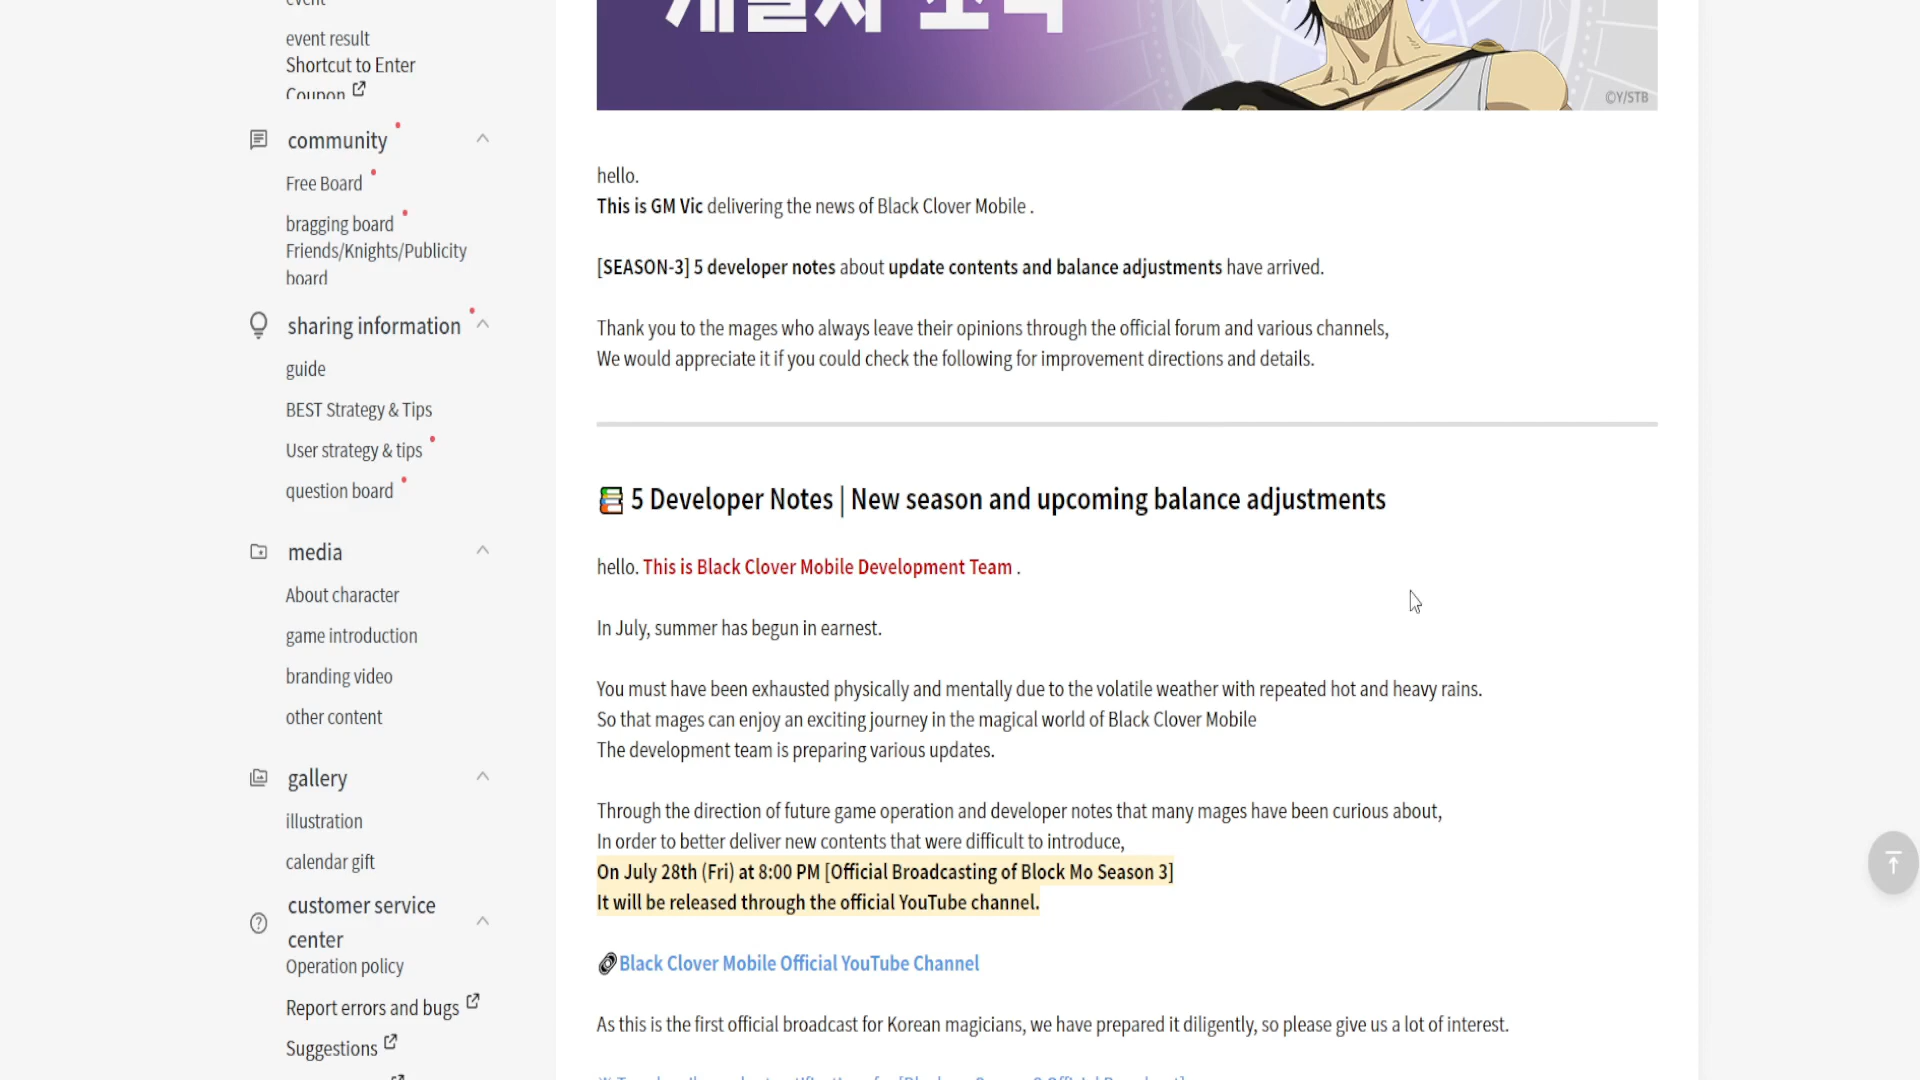 event
event result
Shortcut to Enter
Coupon
community
Free Board
bragging board
Friends/Knights/Publicity
board
sharing information
guide
BEST Strategy & Tips
User strategy & tips
question board
media
About character
game introduction
branding video
other content
gallery
illustration
calendar gift
customer service
center
Operation policy
Report errors and bugs
Suggestions
©Y/STB
hello.
This is GM Vic delivering the news of Black Clover Mobile .
[SEASON-3] 5 developer notes about update contents and balance adjustments have arrived.
Thank you to the mages who always leave their opinions through the official forum and various channels,
We would appreciate it if you could check the following for improvement directions and details.
5 Developer Notes | New season and upcoming balance adjustments
hello. This is Black Clover Mobile Development Team .
In July, summer has begun in earnest.
You must have been exhausted physically and mentally due to the volatile weather with repeated hot and heavy rains.
So that mages can enjoy an exciting journey in the magical world of Black Clover Mobile
The development team is preparing various updates.
Through the direction of future game operation and developer notes that many mages have been curious about,
In order to better deliver new contents that were difficult to introduce,
On July 28th (Fri) at 8:00 PM [Official Broadcasting of Block Mo Season 3]
It will be released through the official YouTube channel.
Black Clover Mobile Official YouTube Channel
As this is the first official broadcast for Korean magicians, we have prepared it diligently, so please give us a lot of interest.